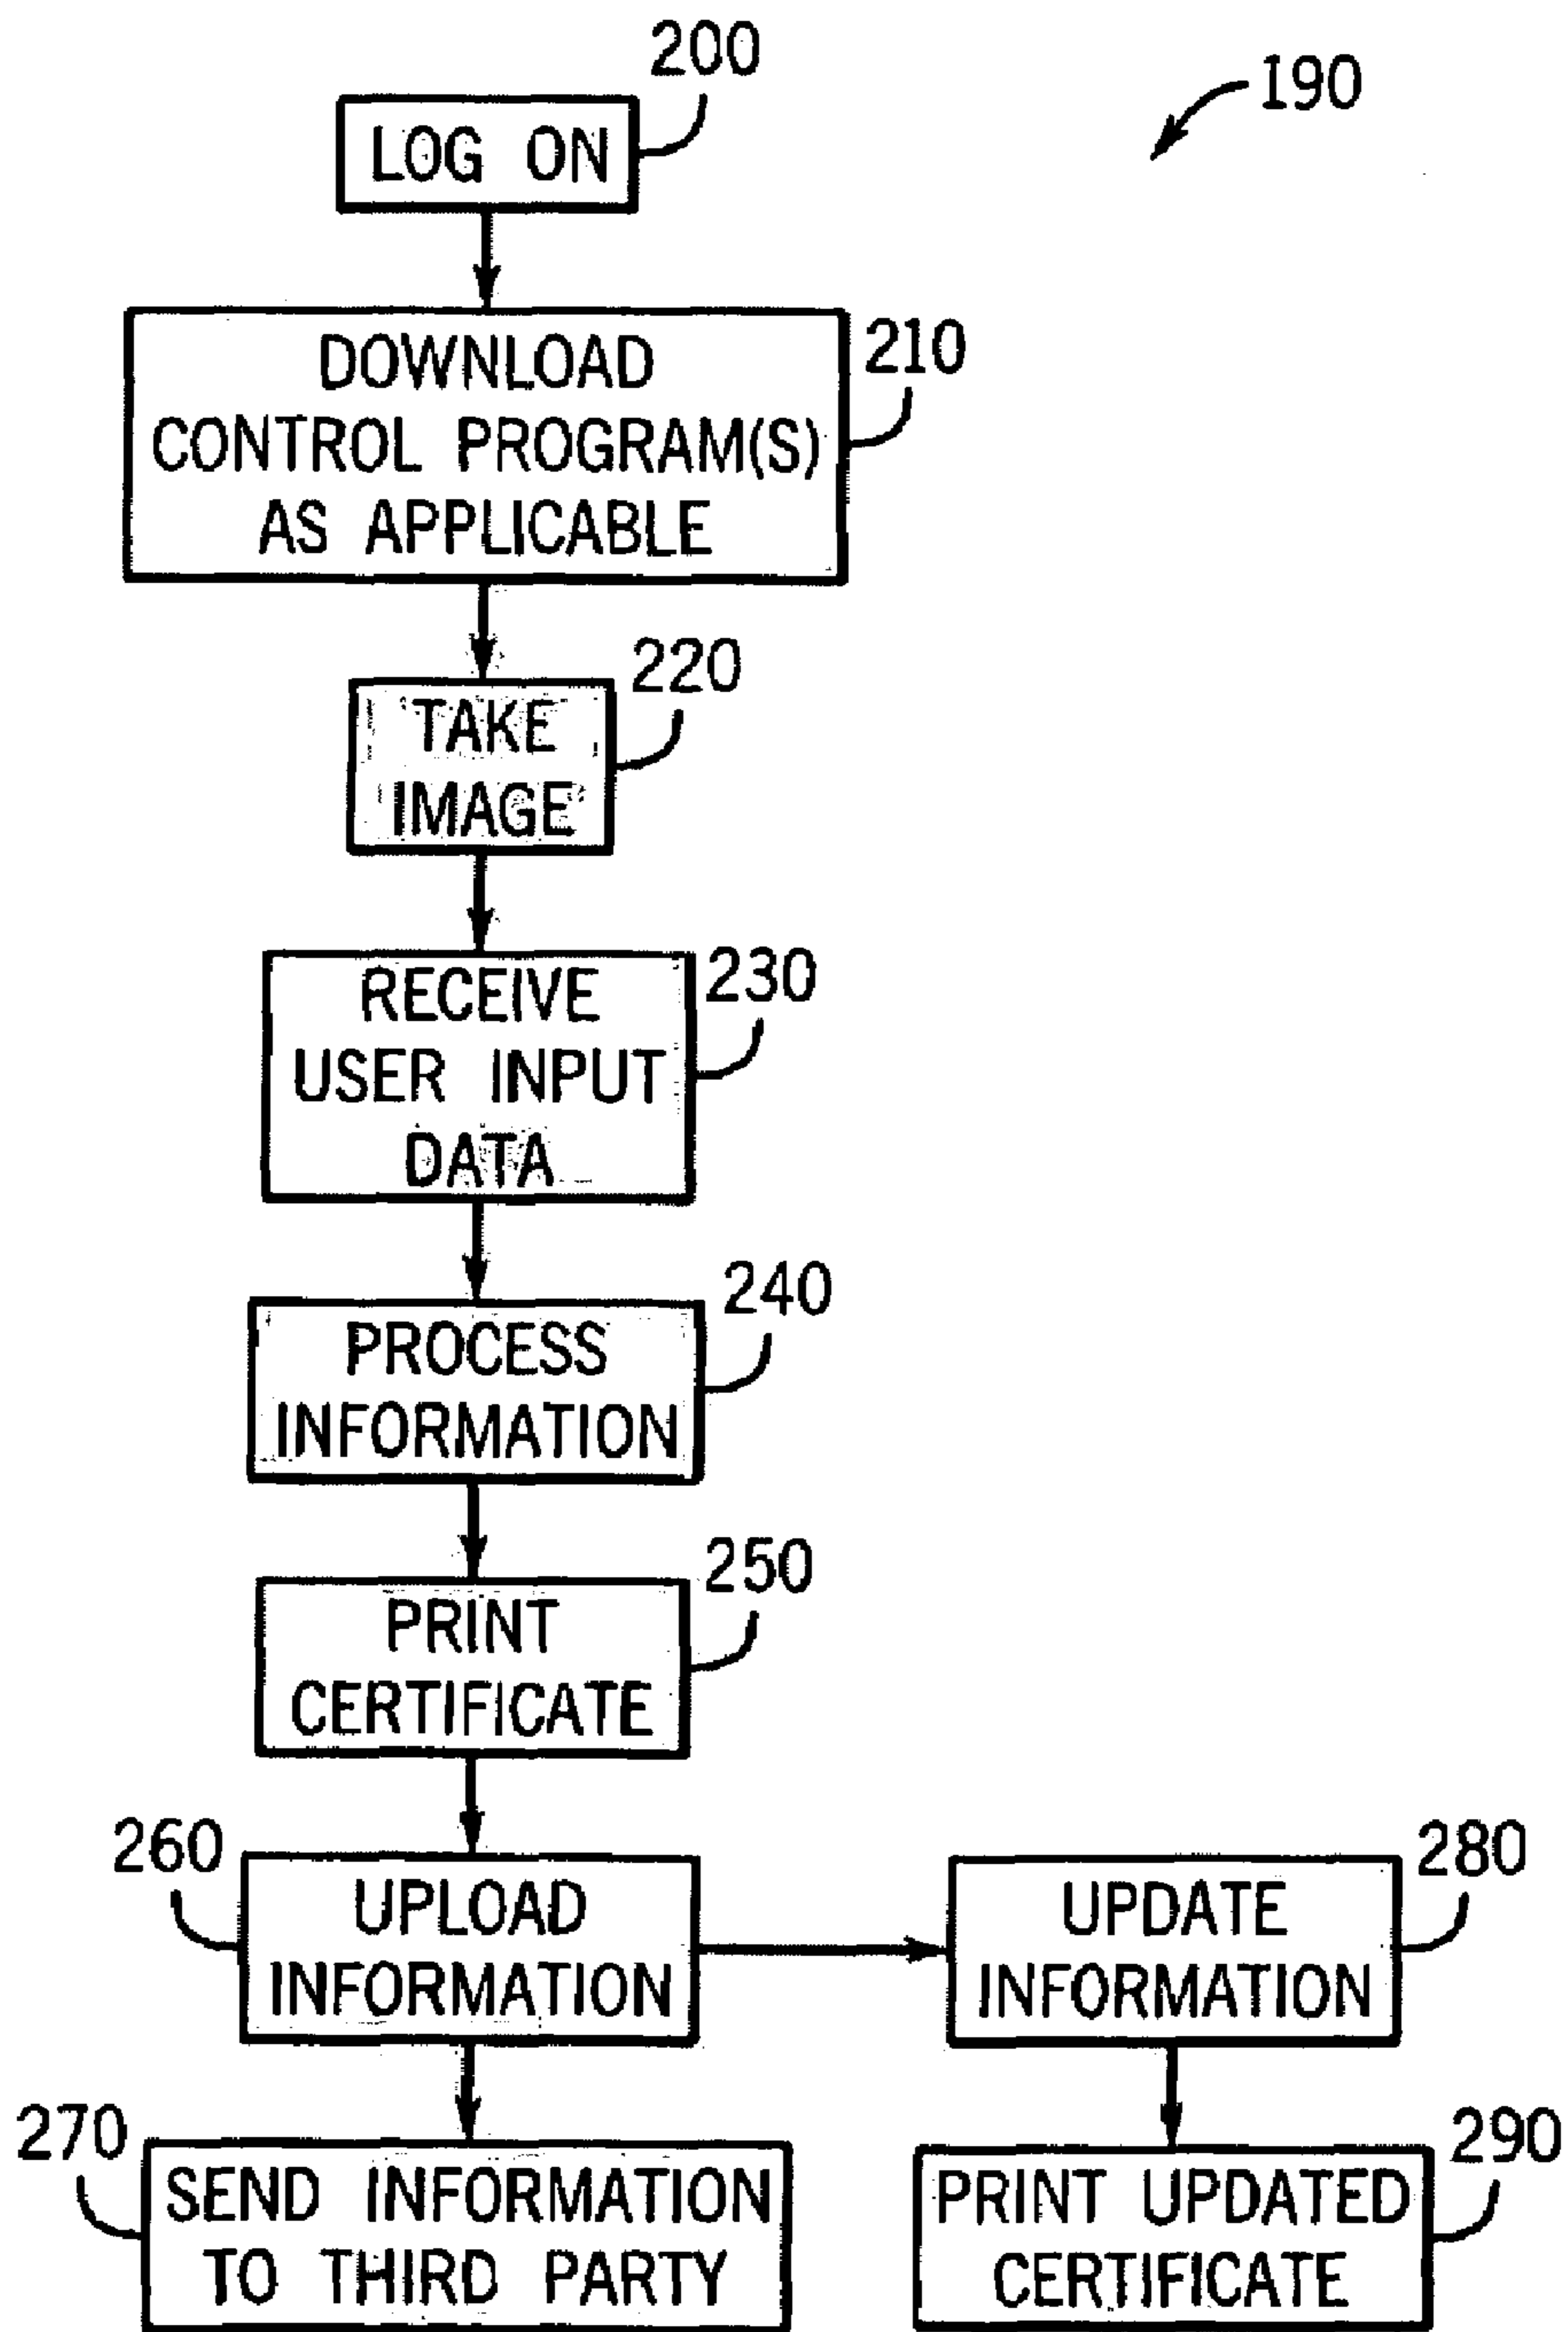 200
190
LOG ON
210
DOWNLOAD
CONTROL PROGRAM(S)
AS APPLICABLE
220
TAKE
IMAGE
230
RECEIVE
USER INPUT
DATA
240
PROCESS
INFORMATION
250
PRINT
CERTIFICATE
260
UPLOAD
INFORMATION
280
UPDATE
INFORMATION
270
SEND INFORMATION
TO THIRD PARTY
290
PRINT UPDATED
CERTIFICATE